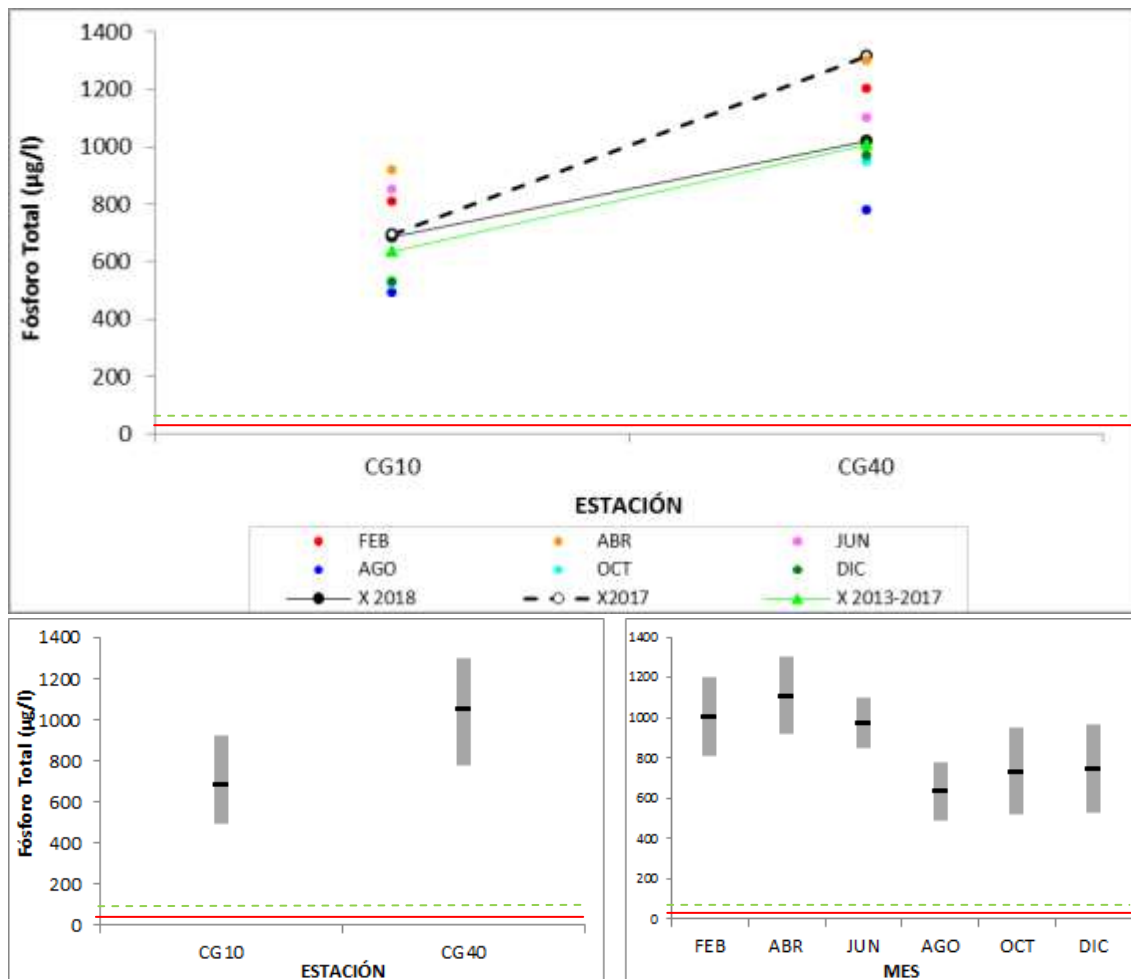 Fósforo Total (µg/l)
1400
1200
1000
800
600
400
200
0
CG10 CG40
ESTACIÓN
FEB ABR JUN
AGO OCT DIC
X 2018 X2017 X 2013-2017
Fósforo Total (µg/l)
1400
1200
1000
800
600
400
200
0
CG10 CG40
ESTACIÓN
1400
1200
1000
800
600
400
200
0
FEB ABR JUN AGO OCT DIC
MES